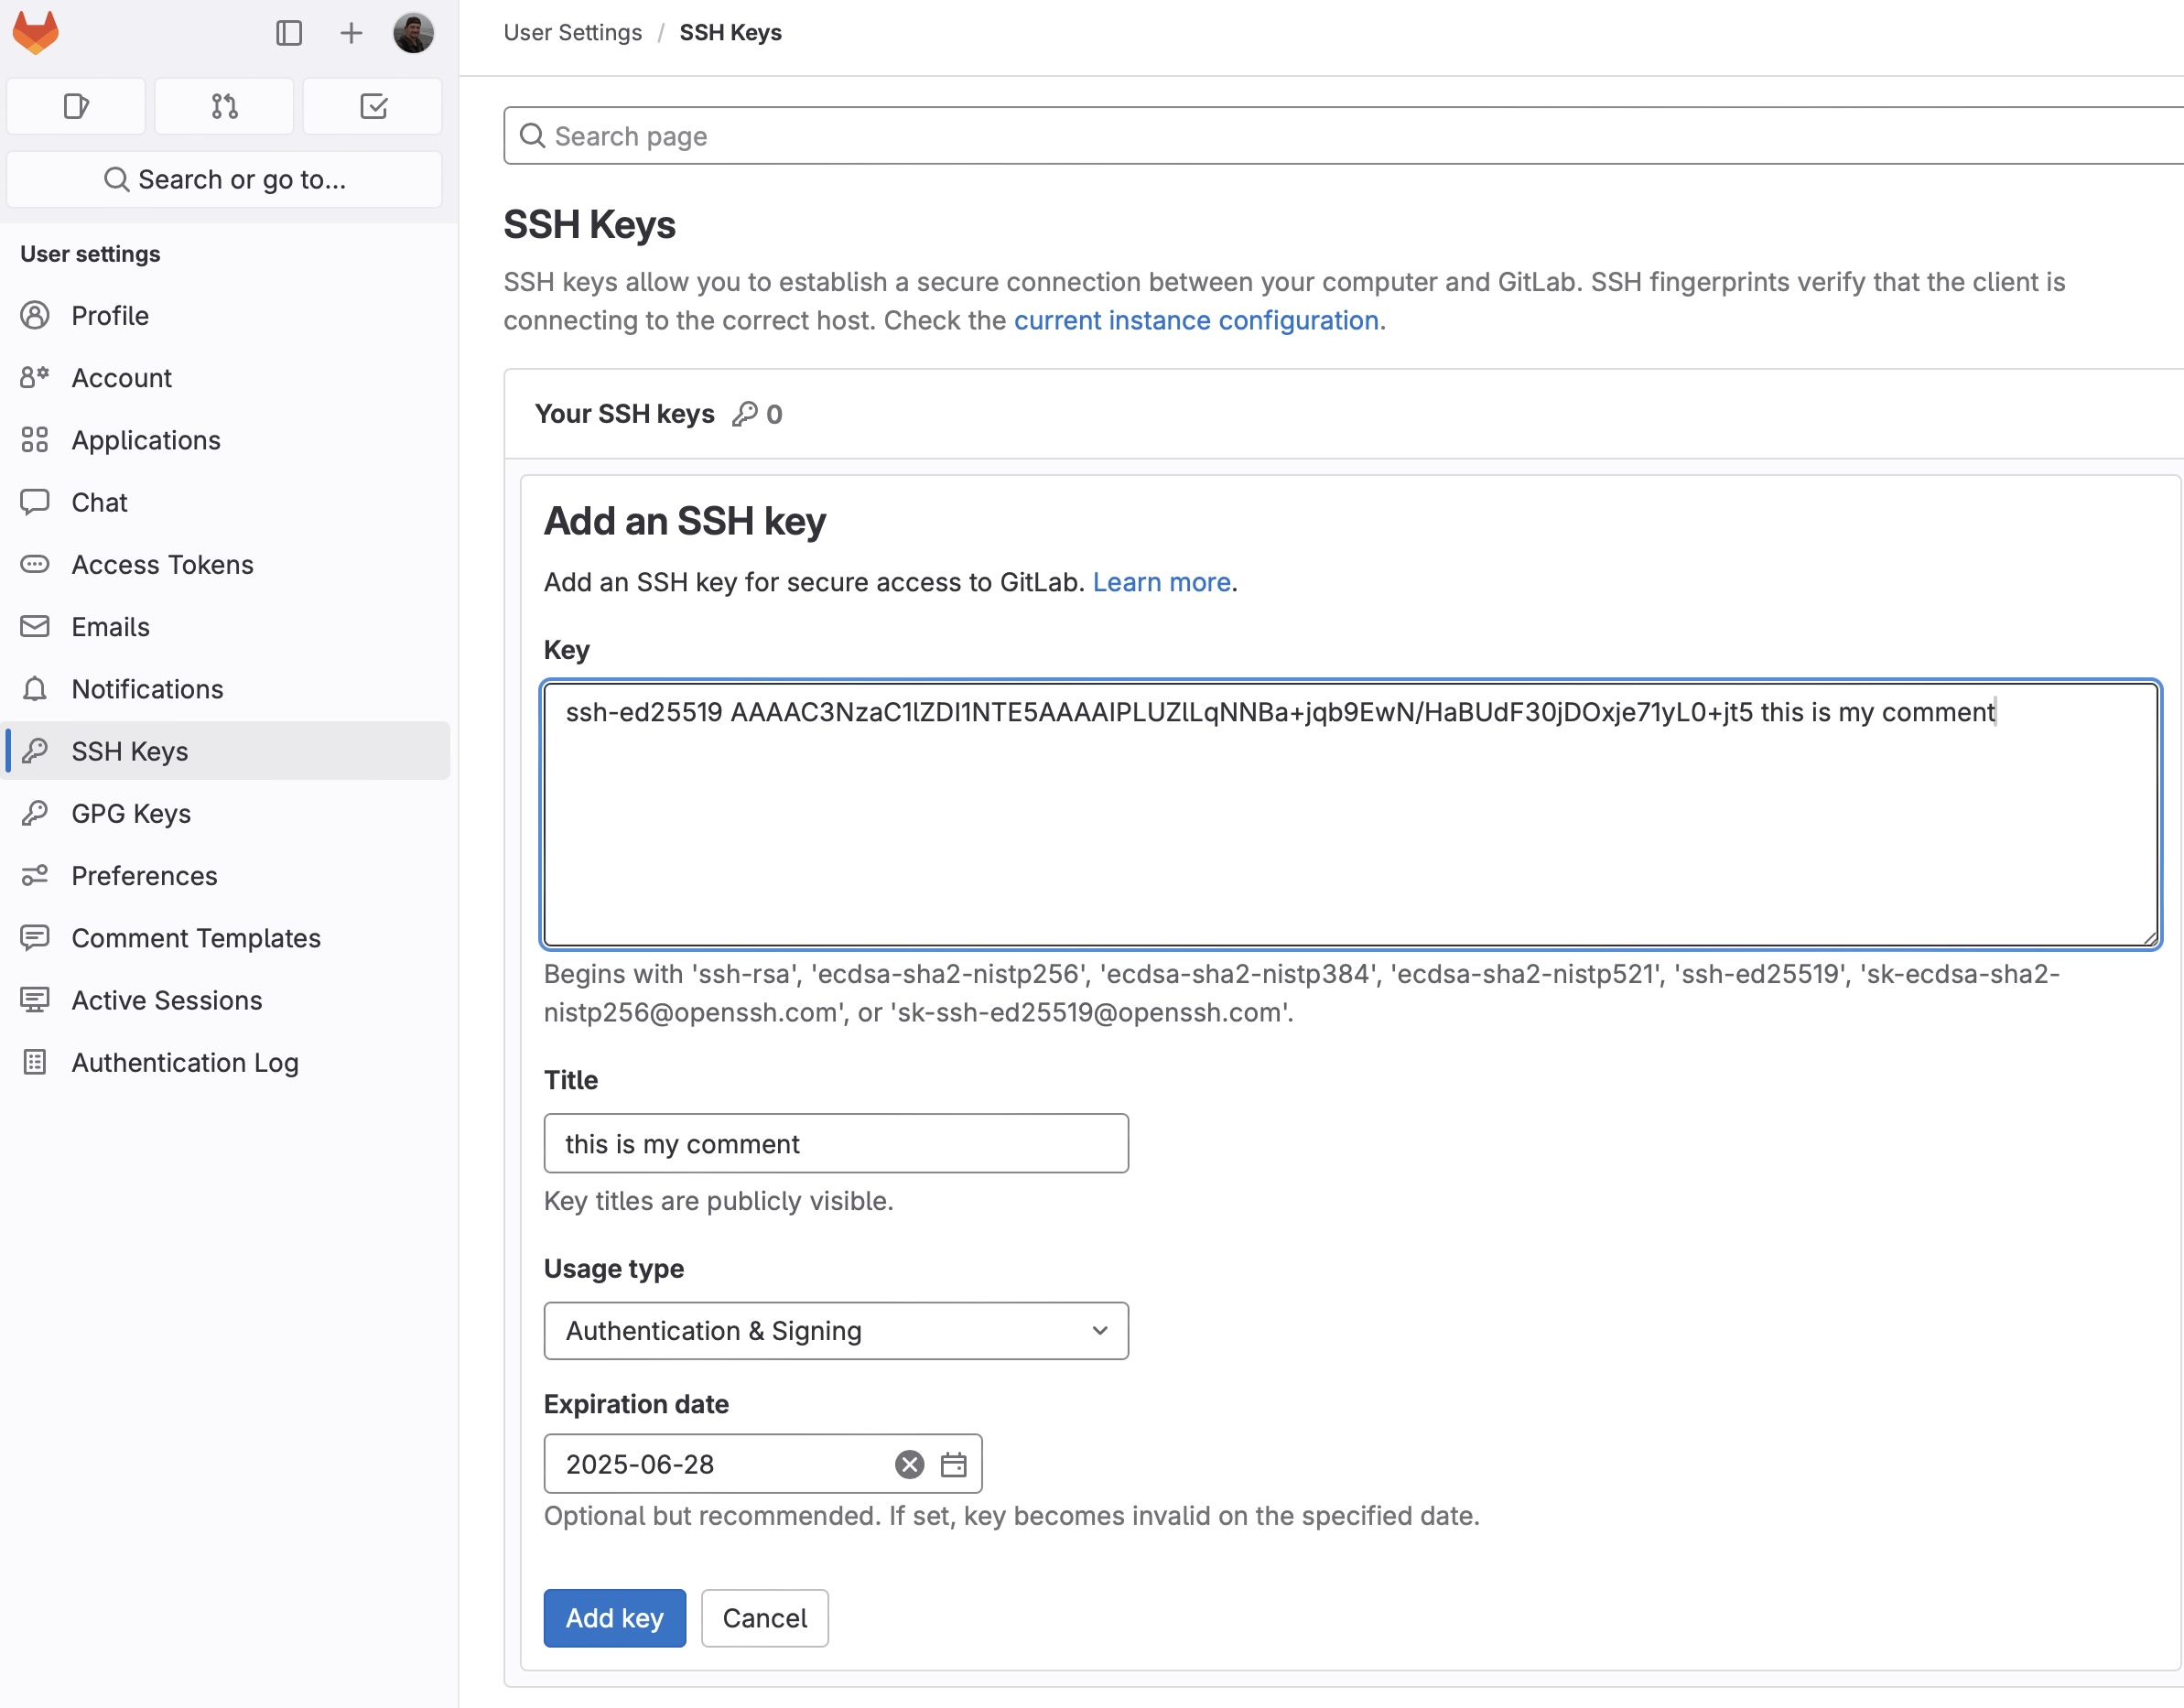 User Settings / SSH Keys
Search or go to...
User settings
Profile
Account
Applications
Chat
Access Tokens
Emails
Notifications
SSH Keys
GPG Keys
Preferences
Comment Templates
Active Sessions
Authentication Log
Search page
SSH Keys
SSH keys allow you to establish a secure connection between your computer and GitLab. SSH fingerprints verify that the client is
connecting to the correct host. Check the current instance configuration.
Your SSH keys 0
Add an SSH key
Add an SSH key for secure access to GitLab. Learn more.
Key
ssh-ed25519 AAAAC3NzaC1lZDI1NTE5AAAAIPLUZlLqNNBa+jqb9EwN/HaBUdF30jDOxje71yL0+jt5 this is my comment
Begins with 'ssh-rsa', 'ecdsa-sha2-nistp256', 'ecdsa-sha2-nistp384', 'ecdsa-sha2-nistp521', 'ssh-ed25519', 'sk-ecdsa-sha2-
nistp256@openssh.com', or 'sk-ssh-ed25519@openssh.com'.
Title
this is my comment
Key titles are publicly visible.
Usage type
Authentication & Signing
Expiration date
2025-06-28
Optional but recommended. If set, key becomes invalid on the specified date.
Add key
Cancel